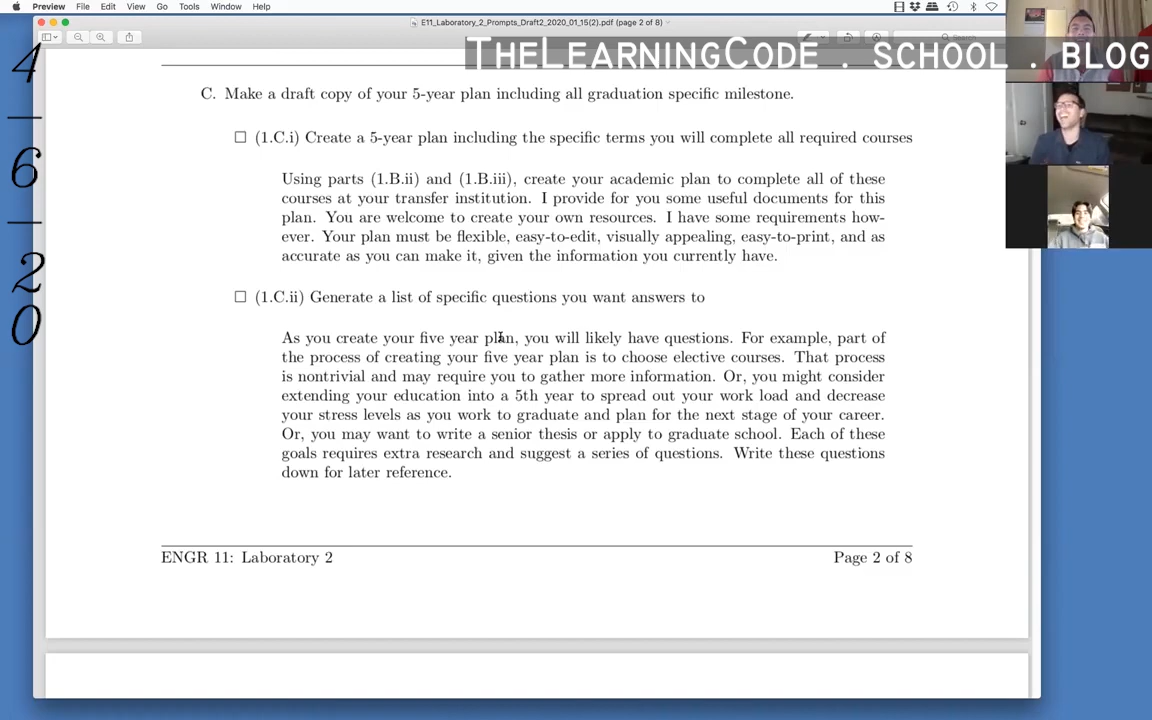 Preview File Edit View Go Tools Window Help
E11_Laboratory_2_Prompts_Draft2_2020_01_15(2).pdf (page 2 of 8)
Search
TheLearningCode . school . blog
4
6
20
C. Make a draft copy of your 5-year plan including all graduation specific milestone.
(1.C.i) Create a 5-year plan including the specific terms you will complete all required courses
Using parts (1.B.ii) and (1.B.iii), create your academic plan to complete all of these
courses at your transfer institution. I provide for you some useful documents for this
plan. You are welcome to create your own resources. I have some requirements how-
ever. Your plan must be flexible, easy-to-edit, visually appealing, easy-to-print, and as
accurate as you can make it, given the information you currently have.
(1.C.ii) Generate a list of specific questions you want answers to
As you create your five year plan, you will likely have questions. For example, part of
the process of creating your five year plan is to choose elective courses. That process
is nontrivial and may require you to gather more information. Or, you might consider
extending your education into a 5th year to spread out your work load and decrease
your stress levels as you work to graduate and plan for the next stage of your career.
Or, you may want to write a senior thesis or apply to graduate school. Each of these
goals requires extra research and suggest a series of questions. Write these questions
down for later reference.
ENGR 11: Laboratory 2 Page 2 of 8